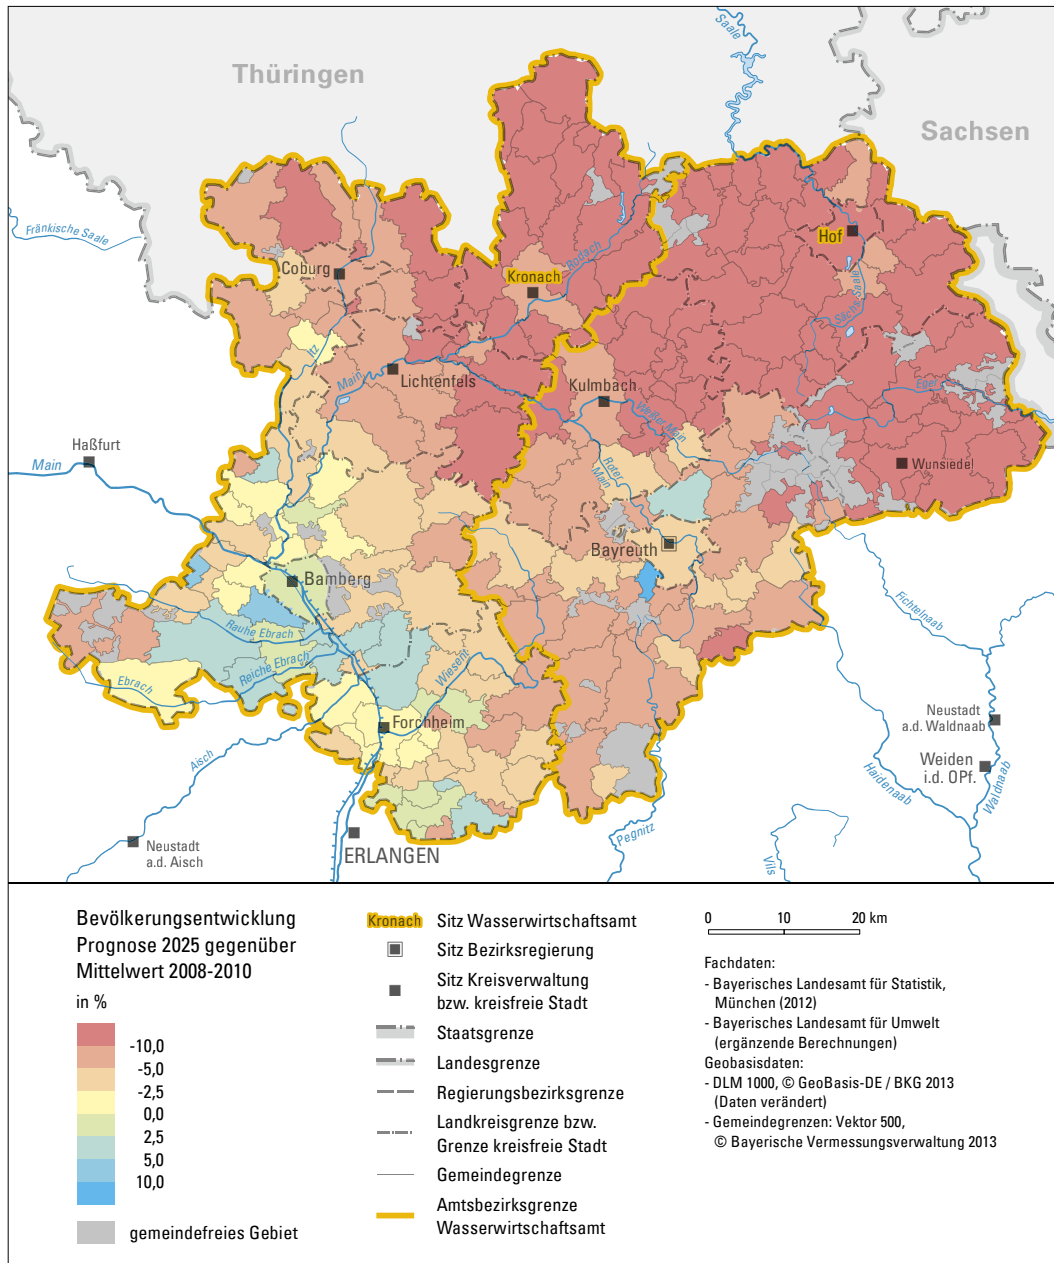 Thüringen
Saale
Sachsen
Fränkische Saale
Coburg
Kronach
Rodach
Hof
Sächs. Saale
Itz
Main
Lichtenfels
Kulmbach
Weißer Main
Eger
Haßfurt
Main
Roter
Main
Wunsiedel
Bayreuth
Bamberg
Fichtelnaab
Rauhe Ebrach
Reiche Ebrach
Ebrach
Wiesent
Forchheim
Aisch
Neustadt
a.d. Waldnaab
Weiden
i.d. OPf.
Haidenaab
Waldnaab
Neustadt
a.d. Aisch
ERLANGEN
Pegnitz
Vils
Bevölkerungsentwicklung
Prognose 2025 gegenüber
Mittelwert 2008-2010
in %
-10,0
-5,0
-2,5
0,0
2,5
5,0
10,0
gemeindefreies Gebiet
Kronach Sitz Wasserwirtschaftsamt
Sitz Bezirksregierung
Sitz Kreisverwaltung
bzw. kreisfreie Stadt
Staatsgrenze
Landesgrenze
Regierungsbezirksgrenze
Landkreisgrenze bzw.
Grenze kreisfreie Stadt
Gemeindegrenze
Amtsbezirksgrenze
Wasserwirtschaftsamt
0 10 20 km
Fachdaten:
- Bayerisches Landesamt für Statistik,
München (2012)
- Bayerisches Landesamt für Umwelt
(ergänzende Berechnungen)
Geobasisdaten:
- DLM 1000, © GeoBasis-DE / BKG 2013
(Daten verändert)
- Gemeindegrenzen: Vektor 500,
© Bayerische Vermessungsverwaltung 2013